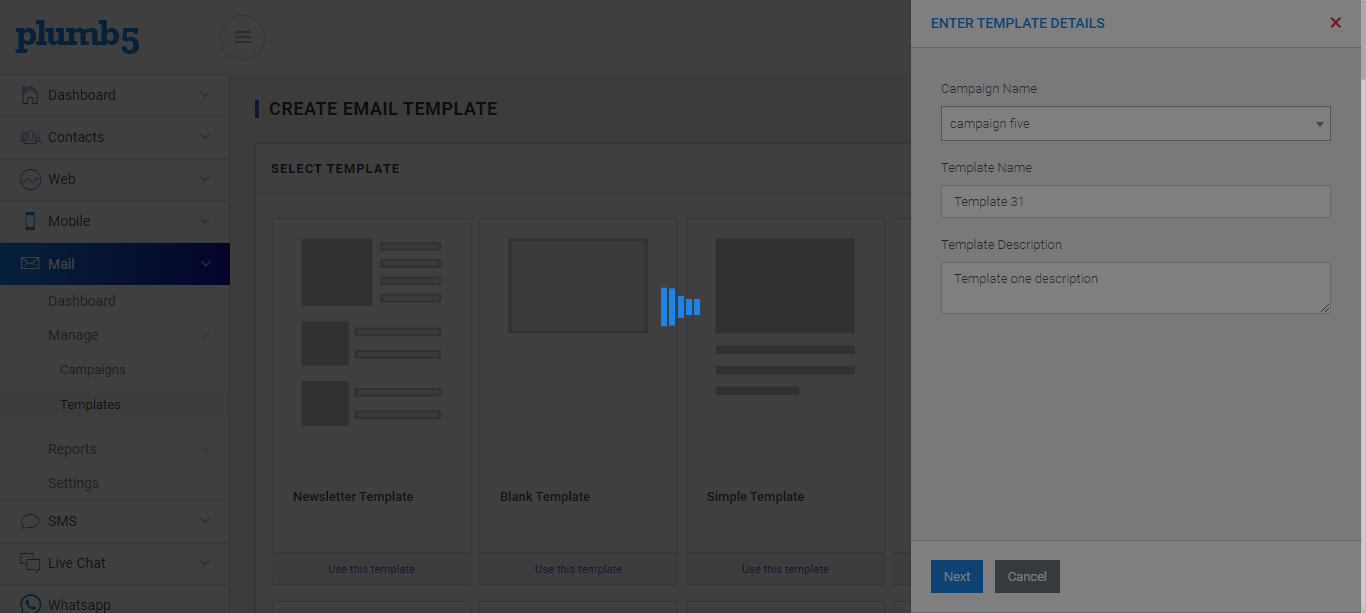 plumb5
Dashboard
Contacts
Web
Mobile
Mail
Dashboard
Manage
Campaigns
Templates
Reports
Settings
SMS
Live Chat
Whatsapp
CREATE EMAIL TEMPLATE
SELECT TEMPLATE
Newsletter Template
Use this template
Blank Template
Use this template
Simple Template
Use this template
ENTER TEMPLATE DETAILS
Campaign Name
campaign five
Template Name
Template 31
Template Description
Template one description
Next
Cancel